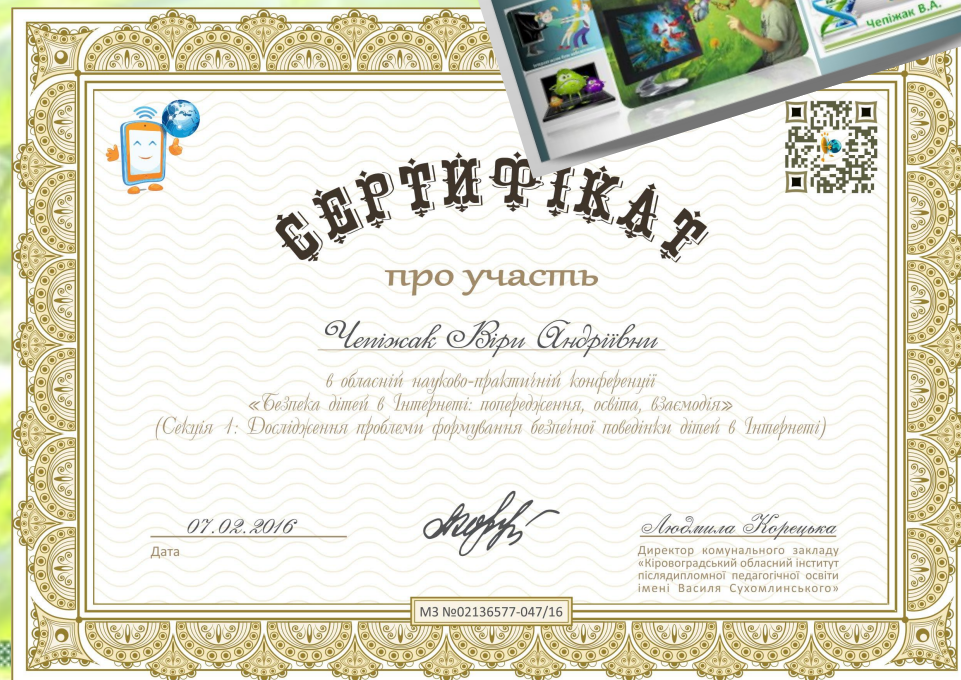 Чепіжак В.А.
СЕРТИФІКАТ
про участь
Чепіжак Віри Андріївни
в обласній науково-практичній конференції
«Безпека дітей в Інтернеті: попередження, освіта, взаємодія»
(Секція 1: Дослідження проблеми формування безпечної поведінки дітей в Інтернеті)
07.02.2016
Дата
Людмила Корецька
Директор комунального закладу
«Кіровоградський обласний інститут
післядипломної педагогічної освіти
імені Василя Сухомлинського»
МЗ №02136577-047/16